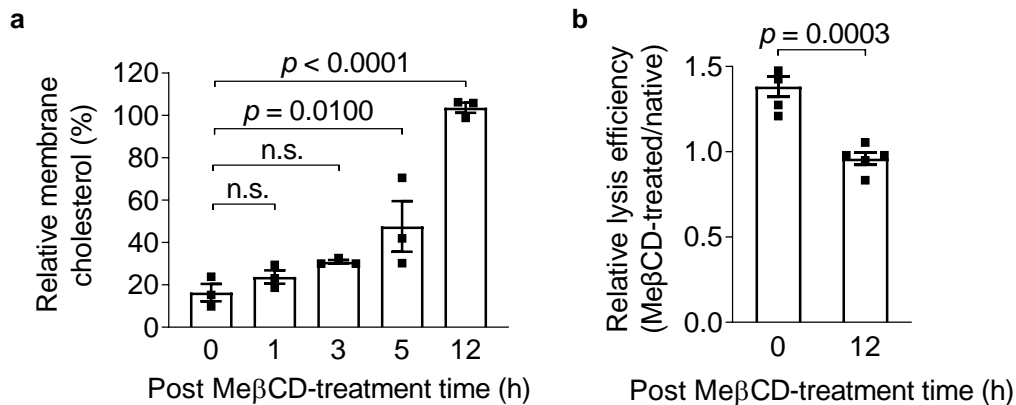 a
p < 0.0001
p = 0.0100
n.s.
n.s.
Relative membrane
cholesterol (%)
120
100
80
60
40
20
0
0 1 3 5 12
Post MeβCD-treatment time (h)
b
p = 0.0003
Relative lysis efficiency
(MeβCD-treated/native)
1.5
1.0
0.5
0.0
0 12
Post MeβCD-treatment time (h)